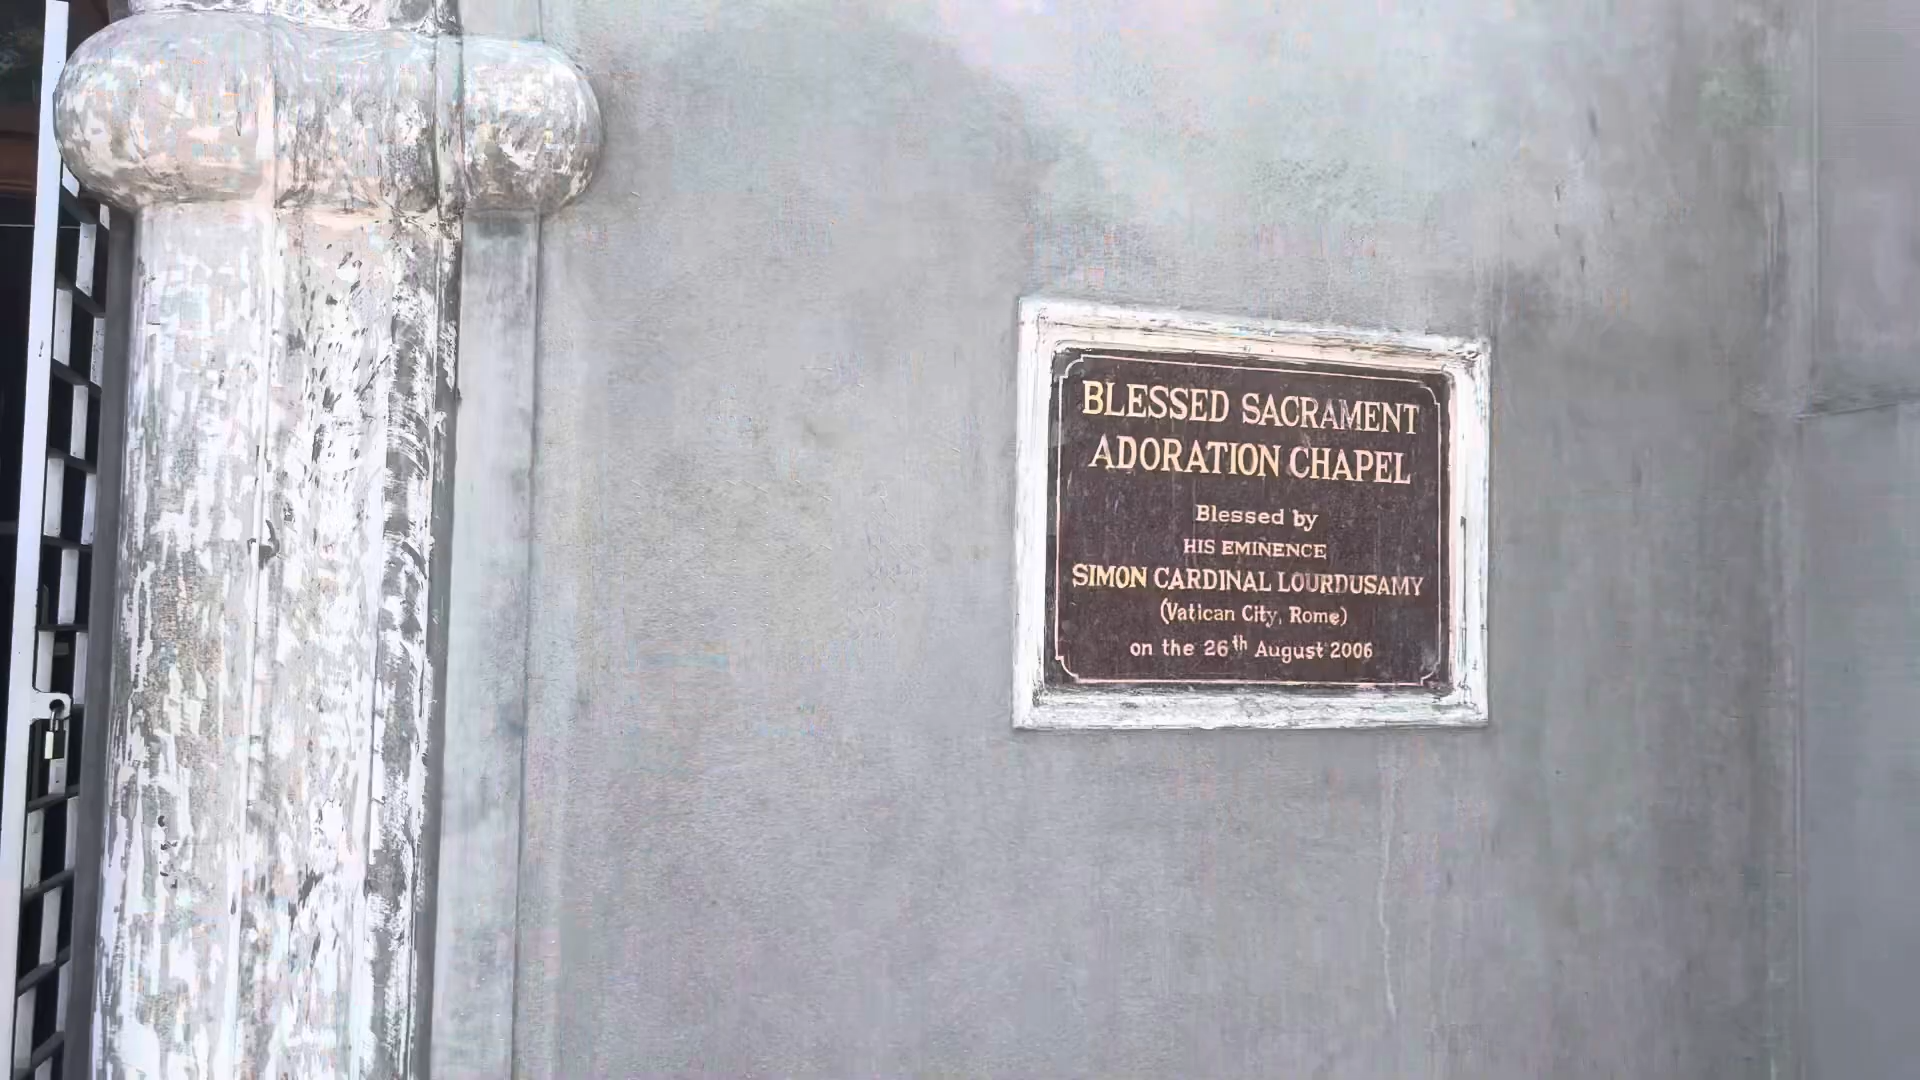 BLESSED SACRAMENT
ADORATION CHAPEL
Blessed by
HIS EMINENCE
SIMON CARDINAL LOURDUSAMY
(Vatican City, Rome)
on the 26th August 2006